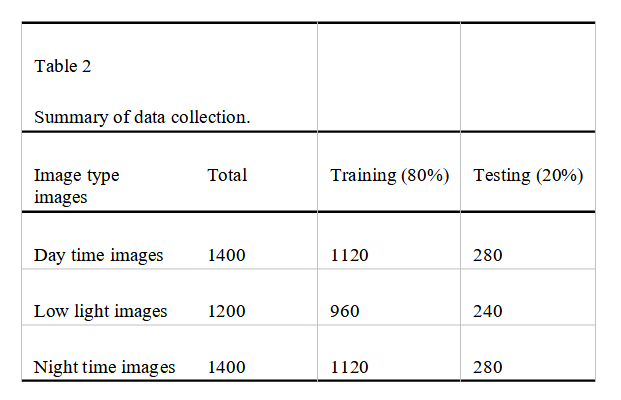 Table 2
Summary of data collection.
Image type Total Training (80%) Testing (20%)
images
Day time images 1400 1120 280
Low light images 1200 960 240
Night time images 1400 1120 280